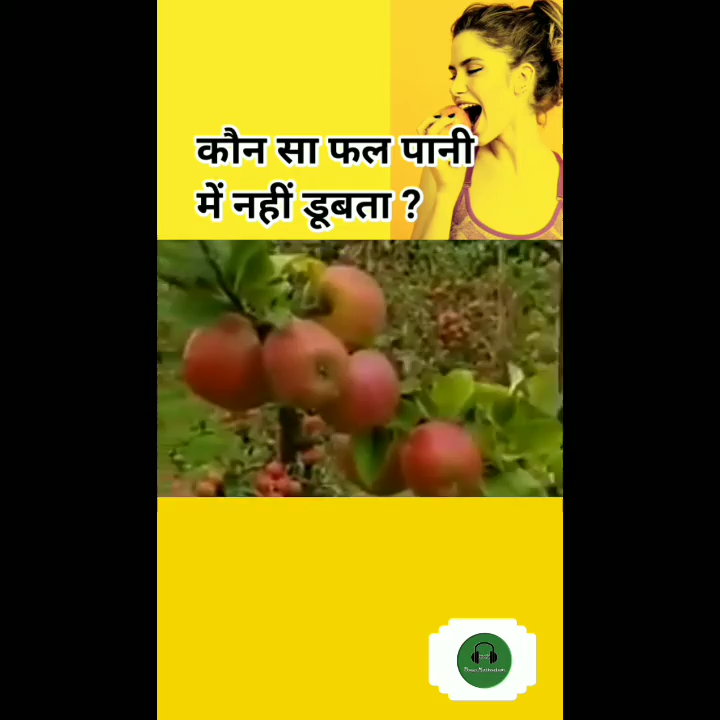 कौन सा फल पानी
में नहीं डूबता ?